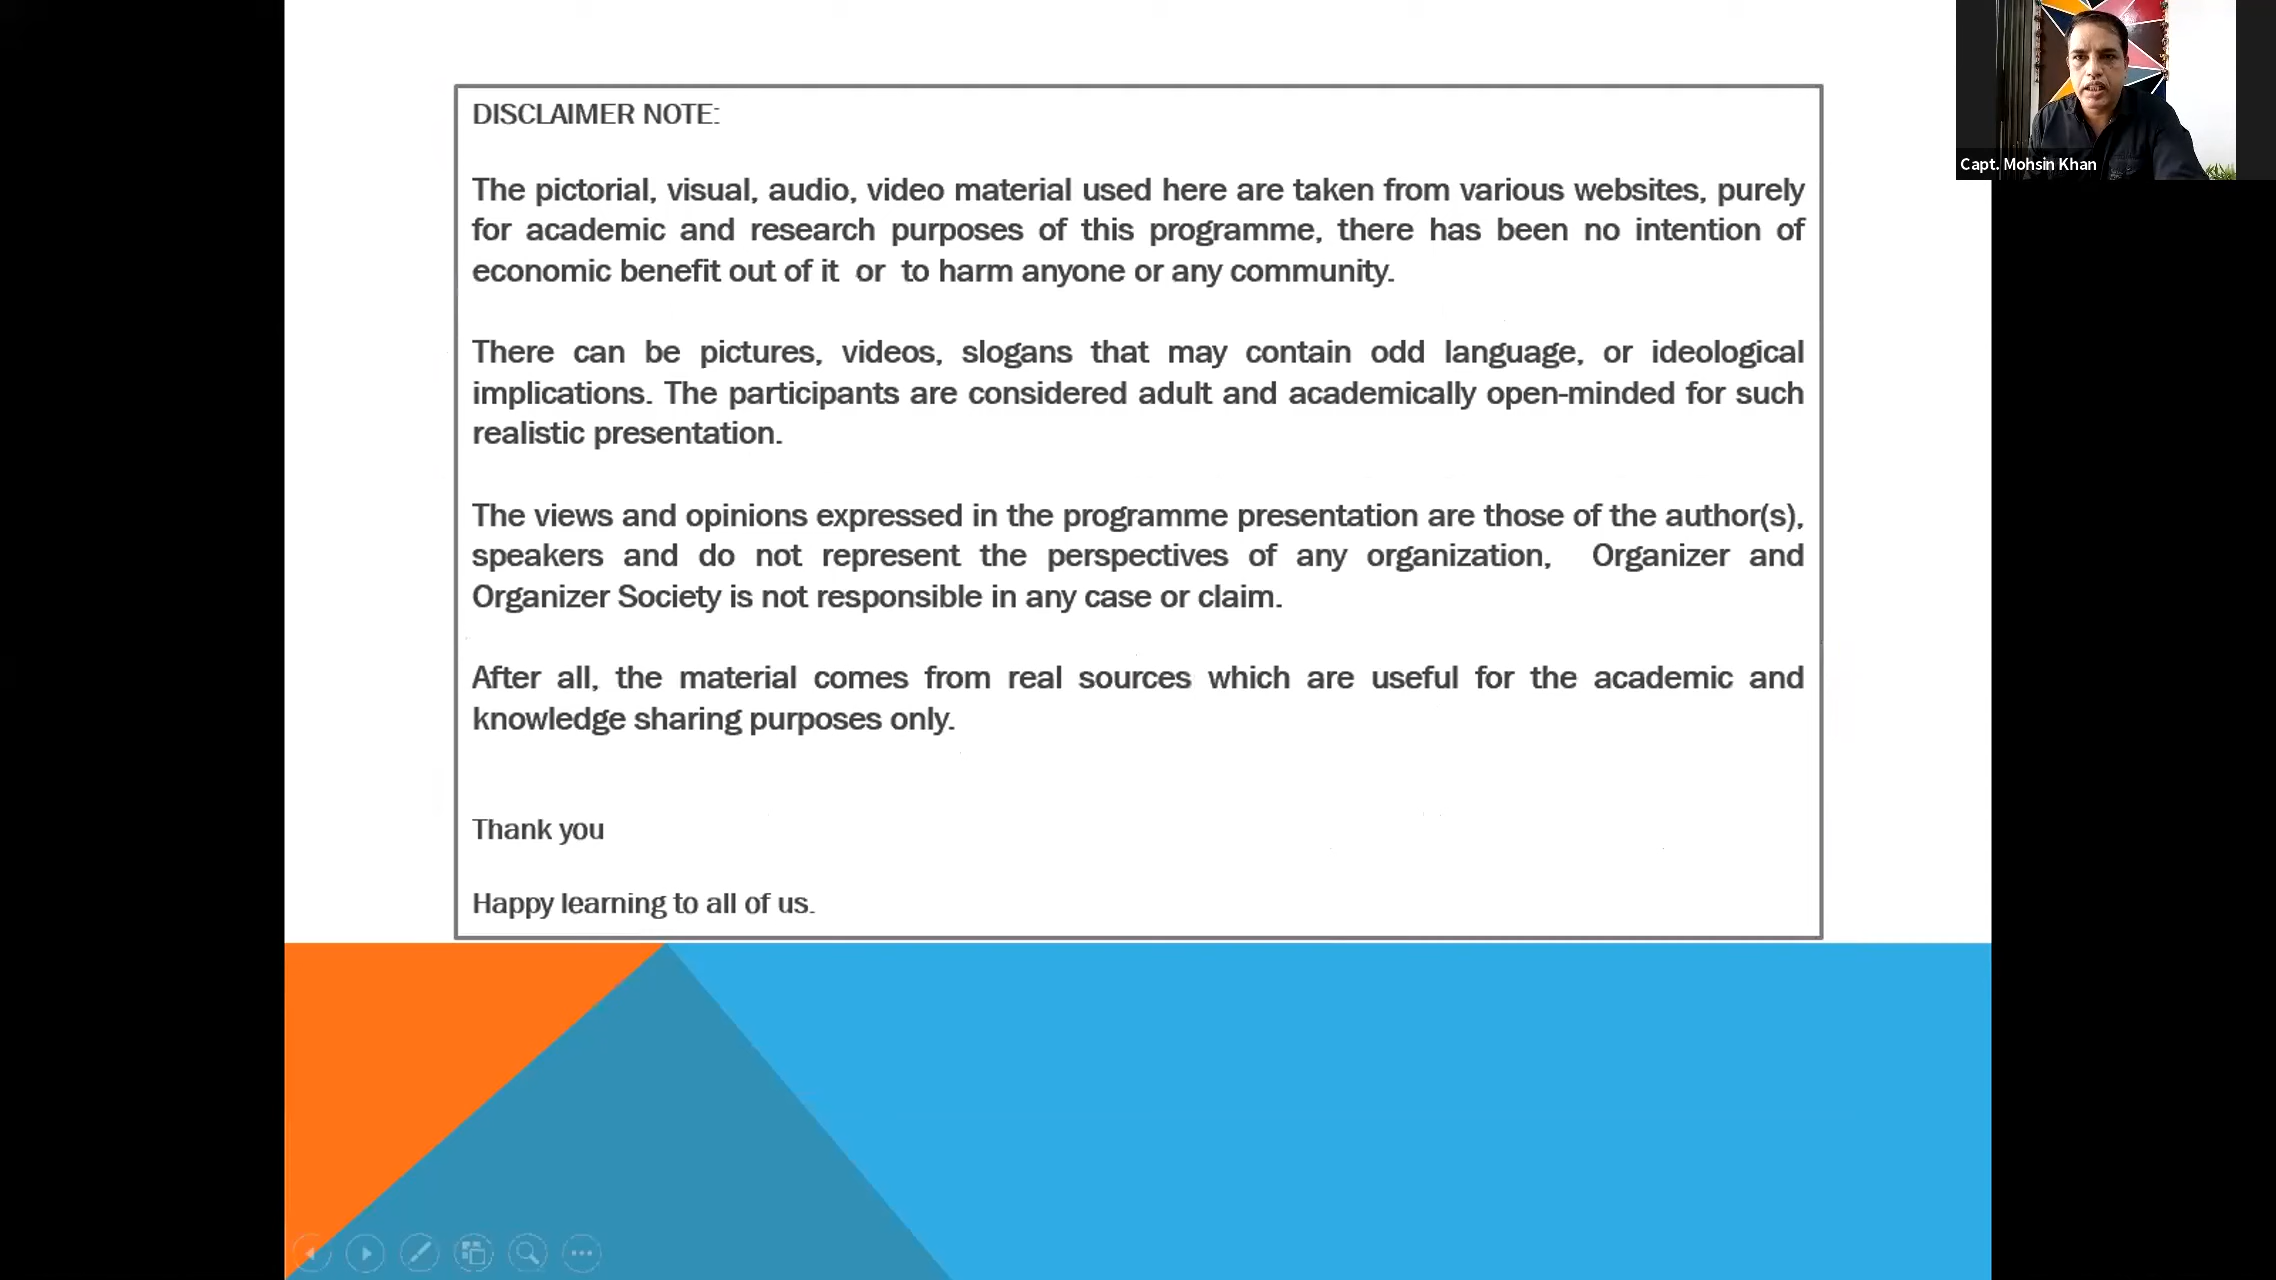 DISCLAIMER NOTE:
The pictorial, visual, audio, video material used here are taken from various websites, purely
for academic and research purposes of this programme, there has been no intention of
economic benefit out of it or to harm anyone or any community.
There can be pictures, videos, slogans that may contain odd language, or ideological
implications. The participants are considered adult and academically open-minded for such
realistic presentation.
The views and opinions expressed in the programme presentation are those of the author(s),
speakers and do not represent the perspectives of any organization, Organizer and
Organizer Society is not responsible in any case or claim.
After all, the material comes from real sources which are useful for the academic and
knowledge sharing purposes only.
Thank you
Happy learning to all of us.
Capt. Mohsin Khan